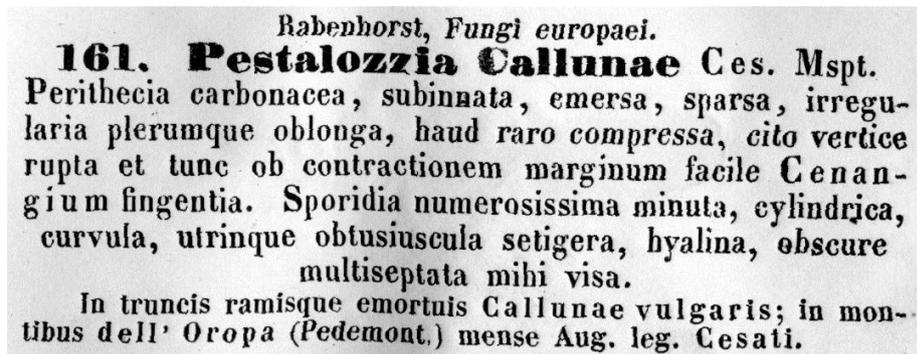 Rabenhorst, Fungi europaei.
161. Pestalozzia Callunae Ces. Mspt.
Perithecia carbonacea, subinnata, emersa, sparsa, irregu-
laria plerumque oblonga, haud raro compressa, cito vertice
rupta et tunc ob contractionem marginum facile Cenan-
gium fingentia. Sporidia numerosissima minuta, cylindrica,
curvula, utrinque obtusiuscula setigera, hyalina, obscure
multiseptata mihi visa.
In truncis ramisque emortuis Callunae vulgaris; in mon-
tibus dell' Oropa (Pedemont.) mense Aug. leg. Cesati.